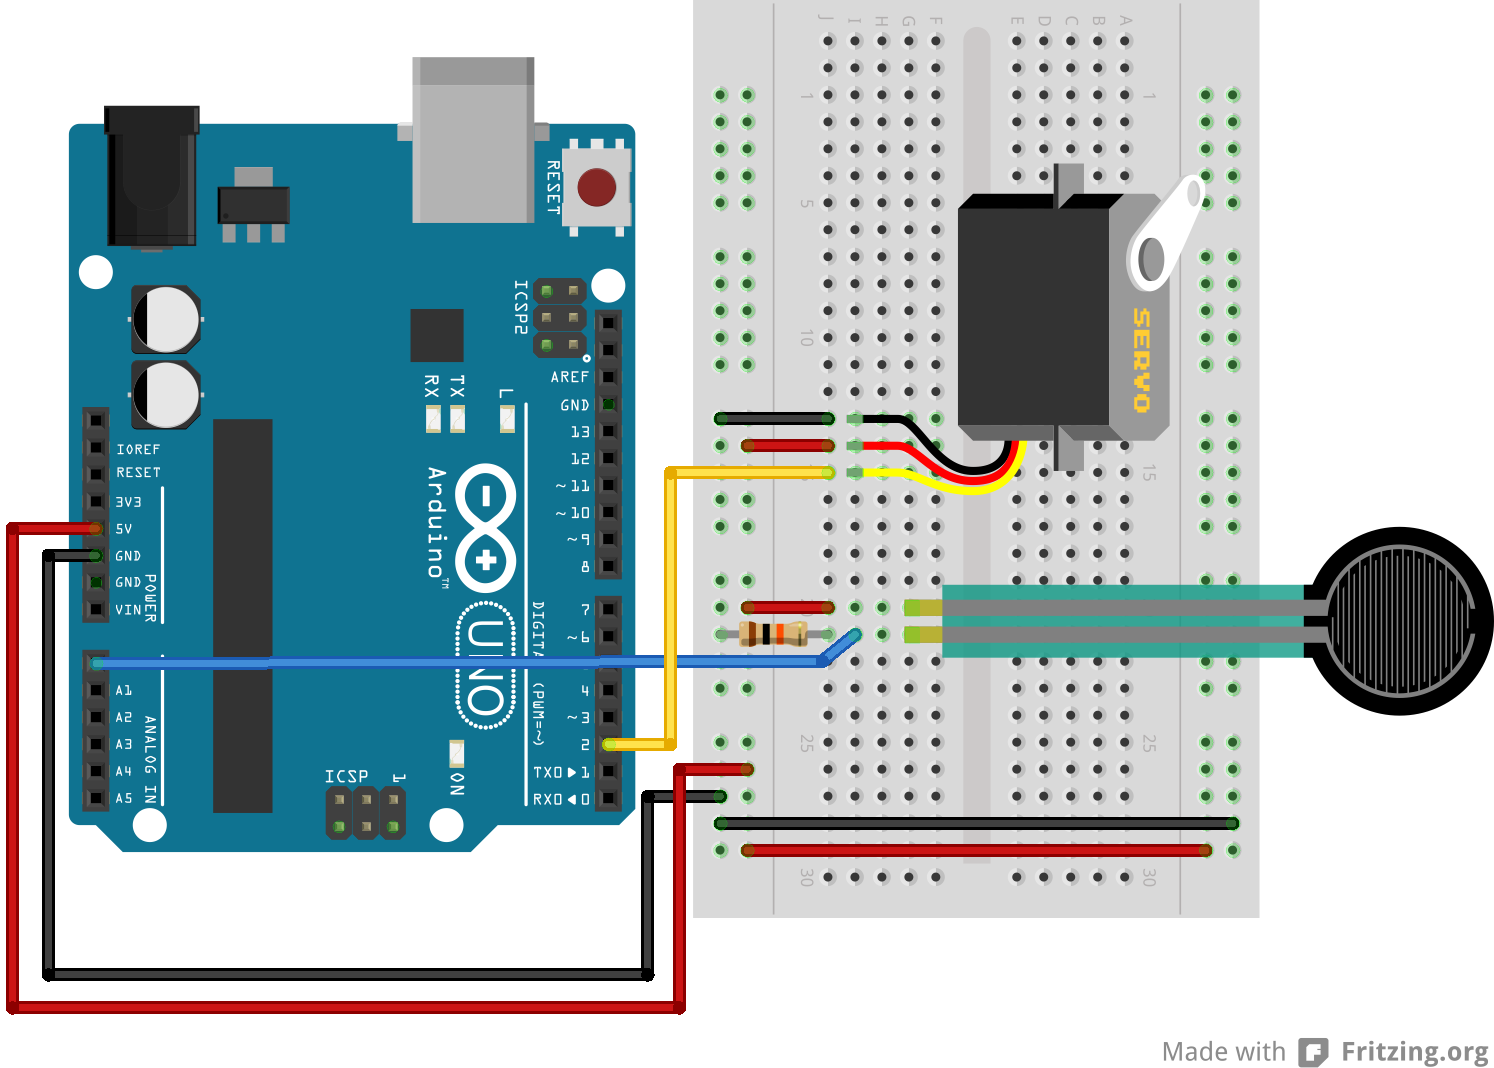 J I H G F E D C B A
1 1
5
10
15
20
25 25
30 30
RESET
ICSP2
SERVO
RX
TX
L
AREF
GND
13
12
~11
~10
~9
8
7
~6
4
~3
2
TX0▶1
RX0◀0
DIGITAL (PWM=~)
IOREF
RESET
3V3
5V
GND
GND
VIN
POWER
A1
A2
A3
A4
A5
ANALOG IN
Arduino™
UNO
ICSP
1
ON
Made with Fritzing.org